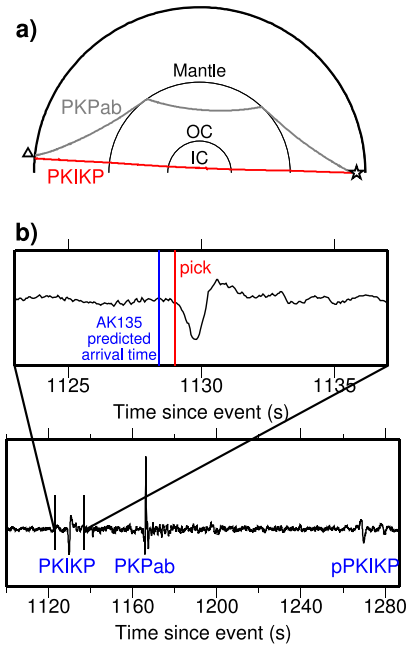 a)
Mantle
PKPab
OC
IC
PKIKP
b)
pick
AK135
predicted
arrival time
1125 1130 1135
Time since event (s)
PKIKP PKPab pPKIKP
1120 1160 1200 1240 1280
Time since event (s)